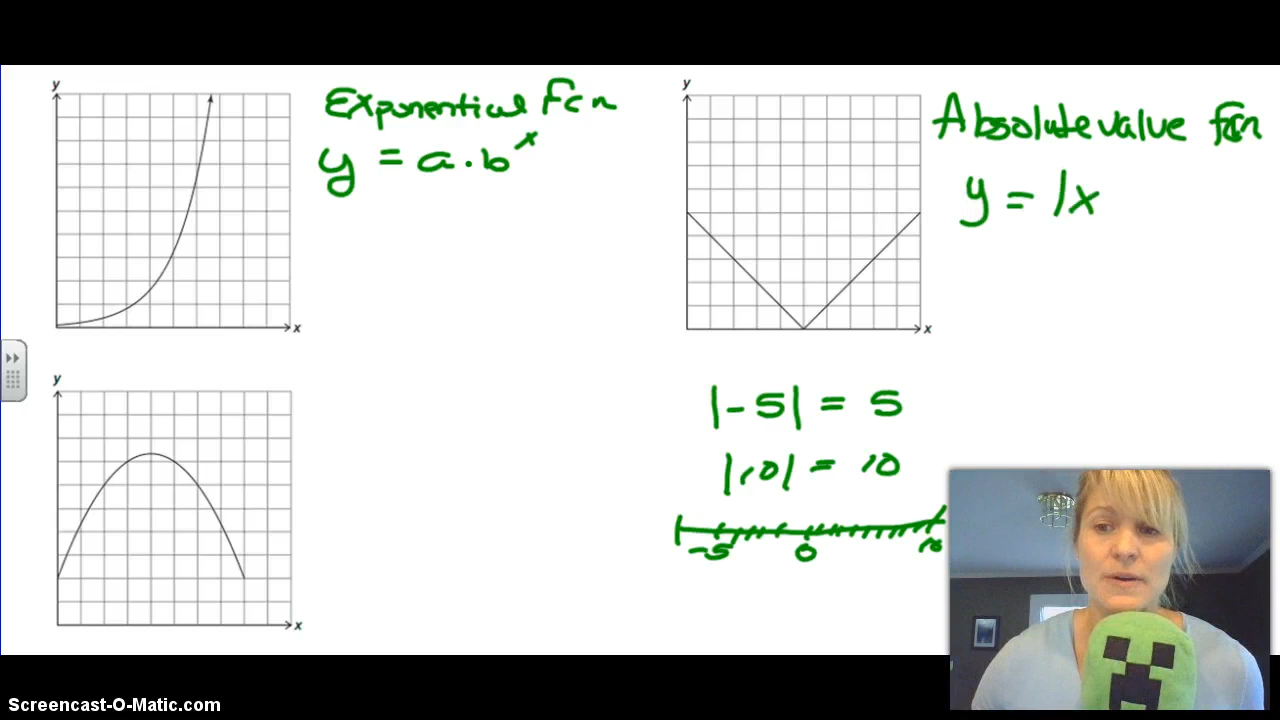 y
Exponential Fcn
y = a · b^x
x
y
Absolute value fcn
y = |x
x
y
x
|-5| = 5
|10| = 10
-5 0 10
Screencast-O-Matic.com